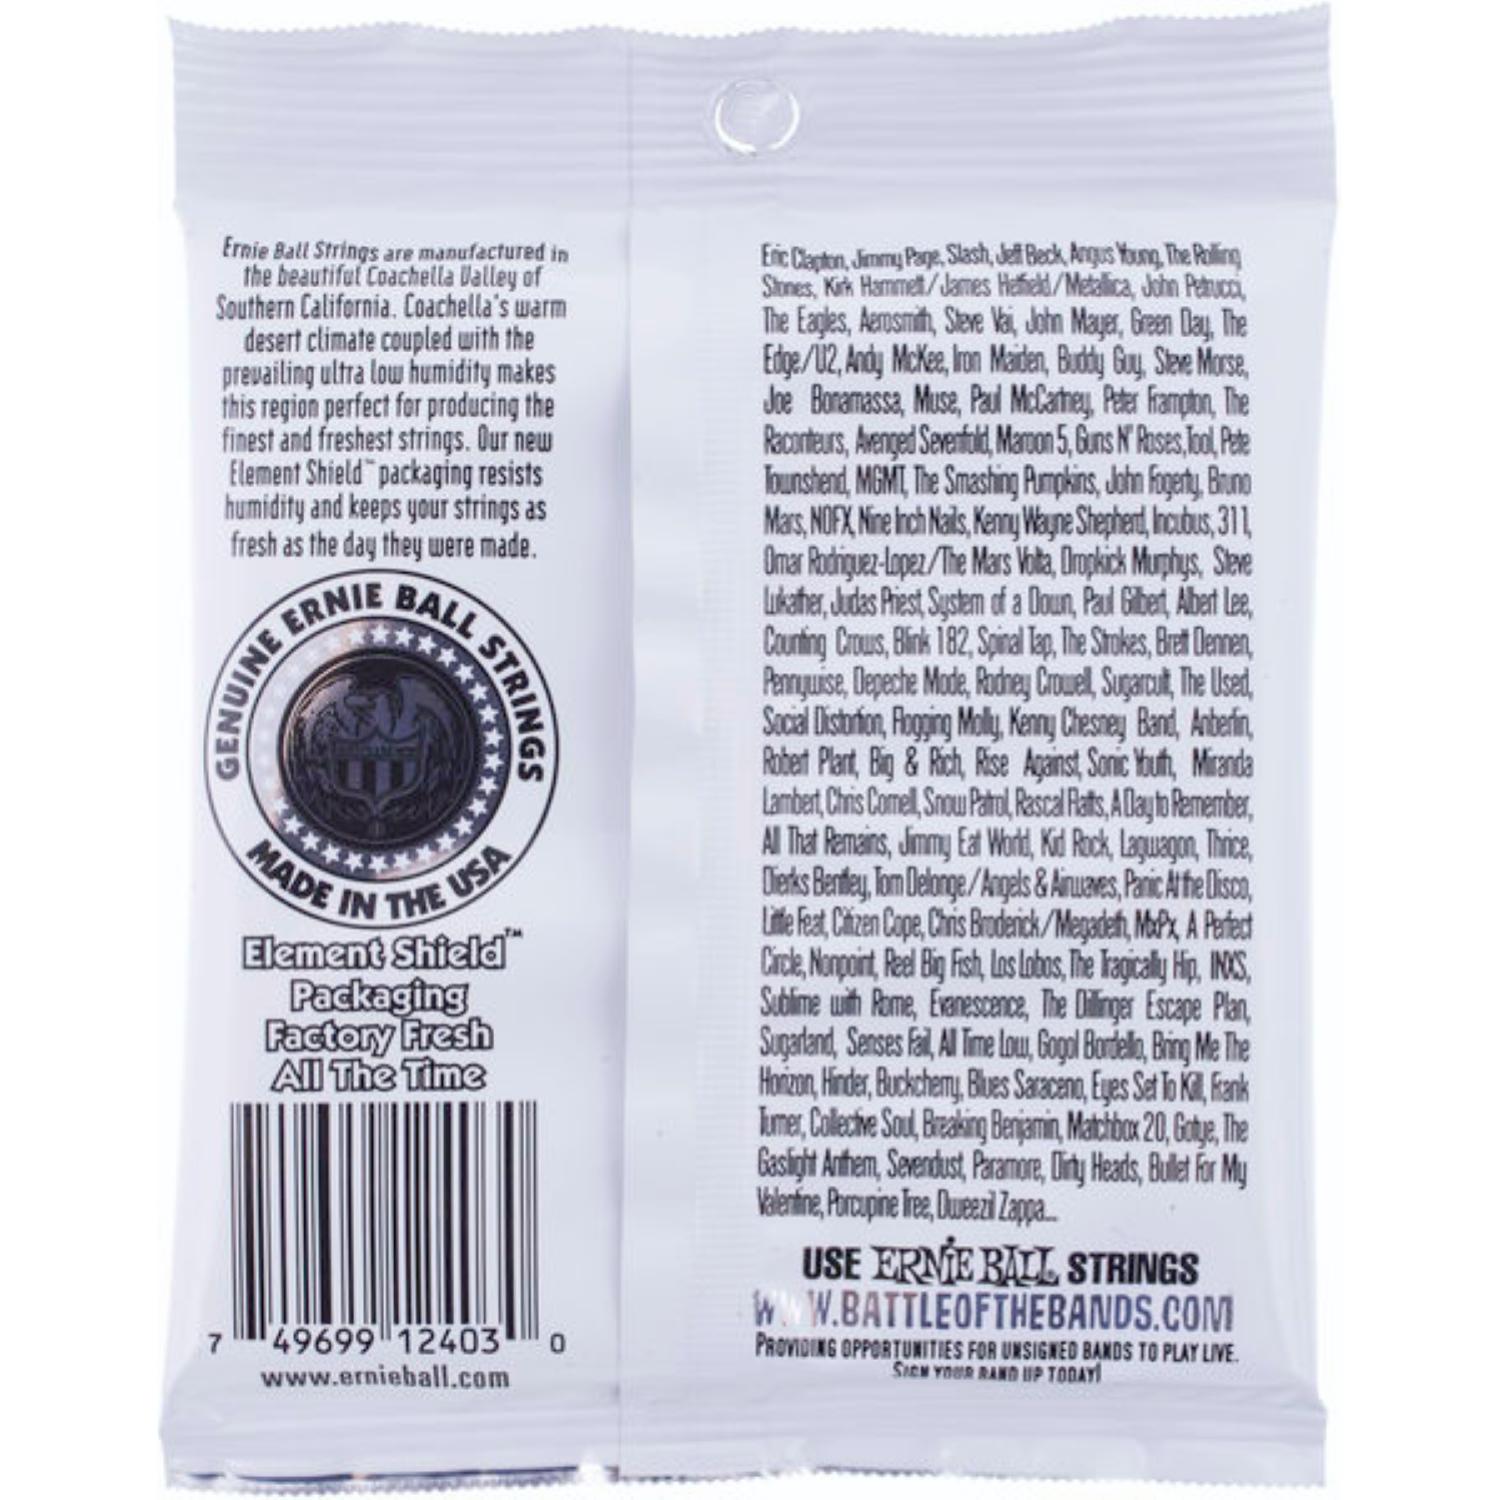 Ernie Ball Strings are manufactured in
the beautiful Coachella Valley of
Southern California. Coachella's warm
desert climate coupled with the
prevailing ultra low humidity makes
this region perfect for producing the
finest and freshest strings. Our new
Element Shield™ packaging resists
humidity and keeps your strings as
fresh as the day they were made.
GENUINE ERNIE BALL STRINGS
MADE IN THE USA
Element Shield™
Packaging
Factory Fresh
All The Time
7 49699 12403 0
www.ernieball.com
Eric Clapton, Jimmy Page, Slash, Jeff Beck, Angus Young, The Rolling
Stones, Kirk Hammett/James Hetfield/Metallica, John Petrucci,
The Eagles, Aerosmith, Steve Vai, John Mayer, Green Day, The
Edge/U2, Andy McKee, Iron Maiden, Buddy Guy, Steve Morse,
Joe Bonamassa, Muse, Paul McCartney, Peter Frampton, The
Raconteurs, Avenged Sevenfold, Maroon 5, Guns N' Roses, Tool, Pete
Townshend, MGMT, The Smashing Pumpkins, John Fogerty, Bruno
Mars, NOFX, Nine Inch Nails, Kenny Wayne Shepherd, Incubus, 311,
Omar Rodriguez-Lopez/The Mars Volta, Dropkick Murphys, Steve
Lukather, Judas Priest, System of a Down, Paul Gilbert, Albert Lee,
Counting Crows, Blink 182, Spinal Tap, The Strokes, Brett Dennen,
Pennywise, Depeche Mode, Rodney Crowell, Sugarcult, The Used,
Social Distortion, Flogging Molly, Kenny Chesney Band, Anberlin,
Robert Plant, Big & Rich, Rise Against, Sonic Youth, Miranda
Lambert, Chris Cornell, Snow Patrol, Rascal Flatts, A Day to Remember,
All That Remains, Jimmy Eat World, Kid Rock, Lagwagon, Thrice,
Dierks Bentley, Tom Delonge/Angels & Airwaves, Panic At the Disco,
Little Feat, Citizen Cope, Chris Broderick/Megadeth, MxPx, A Perfect
Circle, Nonpoint, Reel Big Fish, Los Lobos, The Tragically Hip, INXS,
Sublime with Rome, Evanescence, The Dillinger Escape Plan,
Sugarland, Senses Fail, All Time Low, Gogol Bordello, Bring Me The
Horizon, Hinder, Buckcherry, Blues Saraceno, Eyes Set To Kill, Frank
Turner, Collective Soul, Breaking Benjamin, Matchbox 20, Gotye, The
Gaslight Anthem, Sevendust, Paramore, Dirty Heads, Bullet For My
Valentine, Porcupine Tree, Dweezil Zappa...
USE ERNIE BALL® STRINGS
WWW.BATTLEOFTHEBANDS.COM
PROVIDING OPPORTUNITIES FOR UNSIGNED BANDS TO PLAY LIVE.
SIGN YOUR BAND UP TODAY!